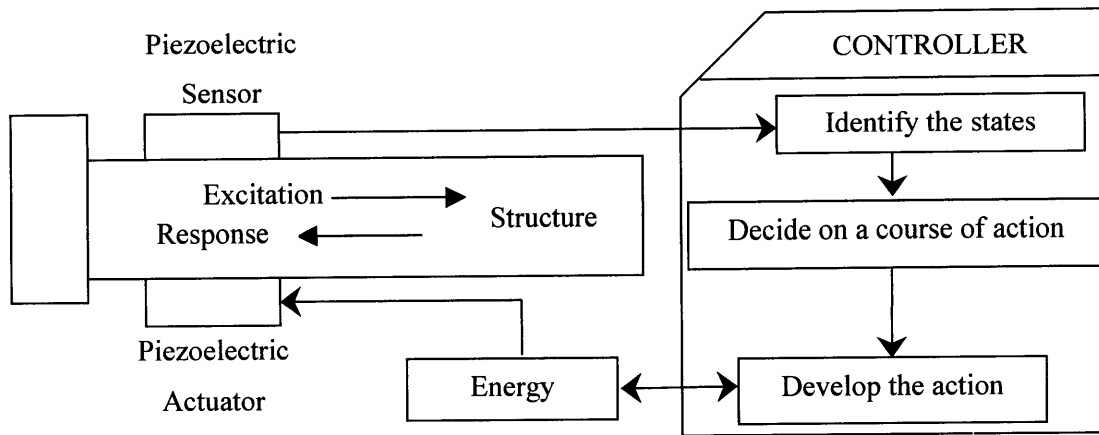 Piezoelectric
Sensor
CONTROLLER
Identify the states
Excitation
Structure
Response
Decide on a course of action
Piezoelectric
Actuator
Energy
Develop the action